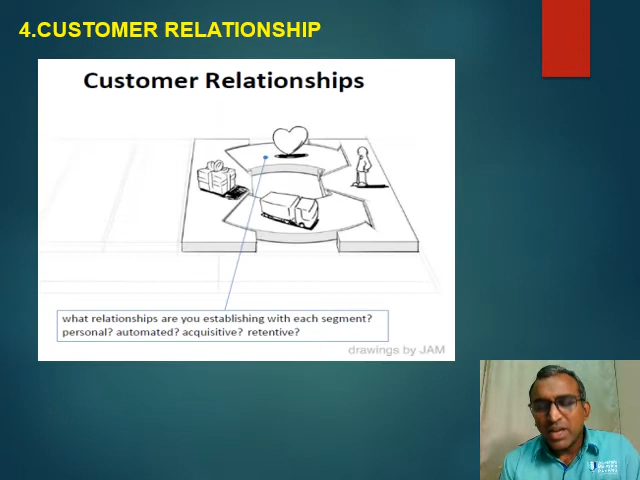 4.CUSTOMER RELATIONSHIP
Customer Relationships
what relationships are you establishing with each segment?
personal? automated? acquisitive? retentive?
drawings by JAM